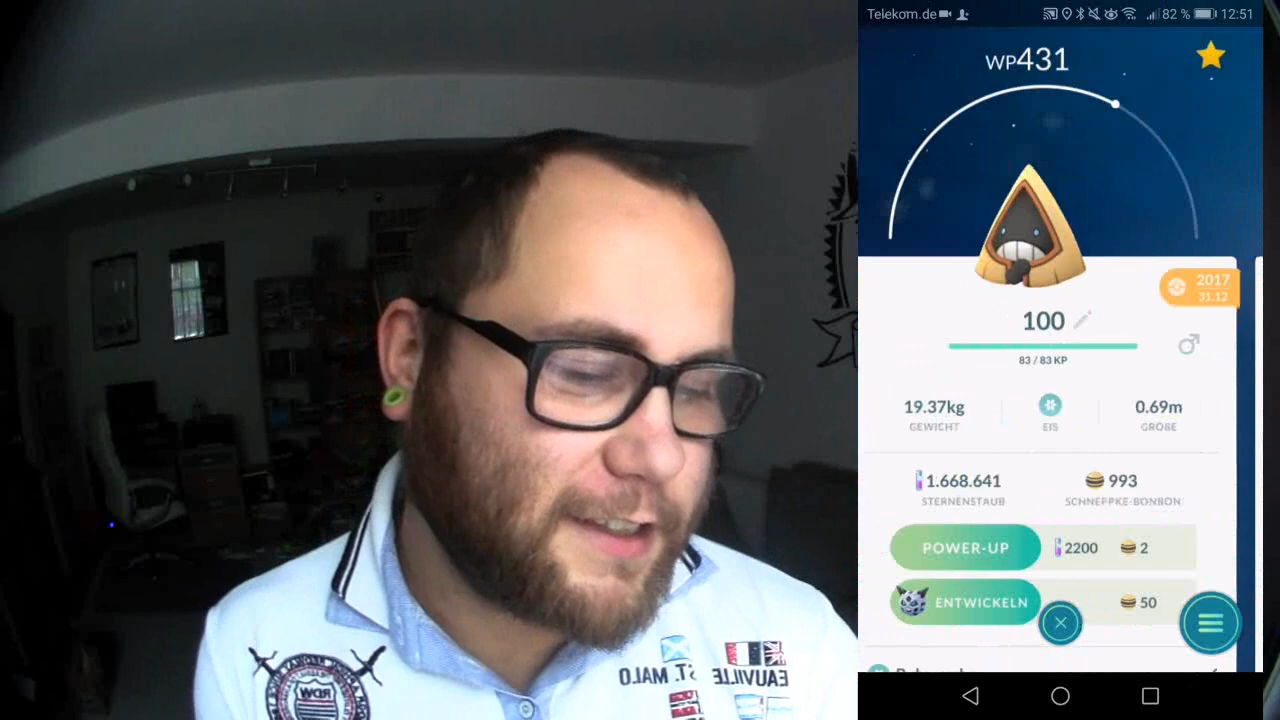 Telekom.de 82 % 12:51
WP431
2017
31.12
100
83 / 83 KP
19.37kg
GEWICHT
EIS
0.69m
GRÖßE
1.668.641
STERNENSTAUB
993
SCHNEPPKE-BONBON
POWER-UP 2200 2
ENTWICKELN 50
ST. MALO
EAUVILLE
RDW